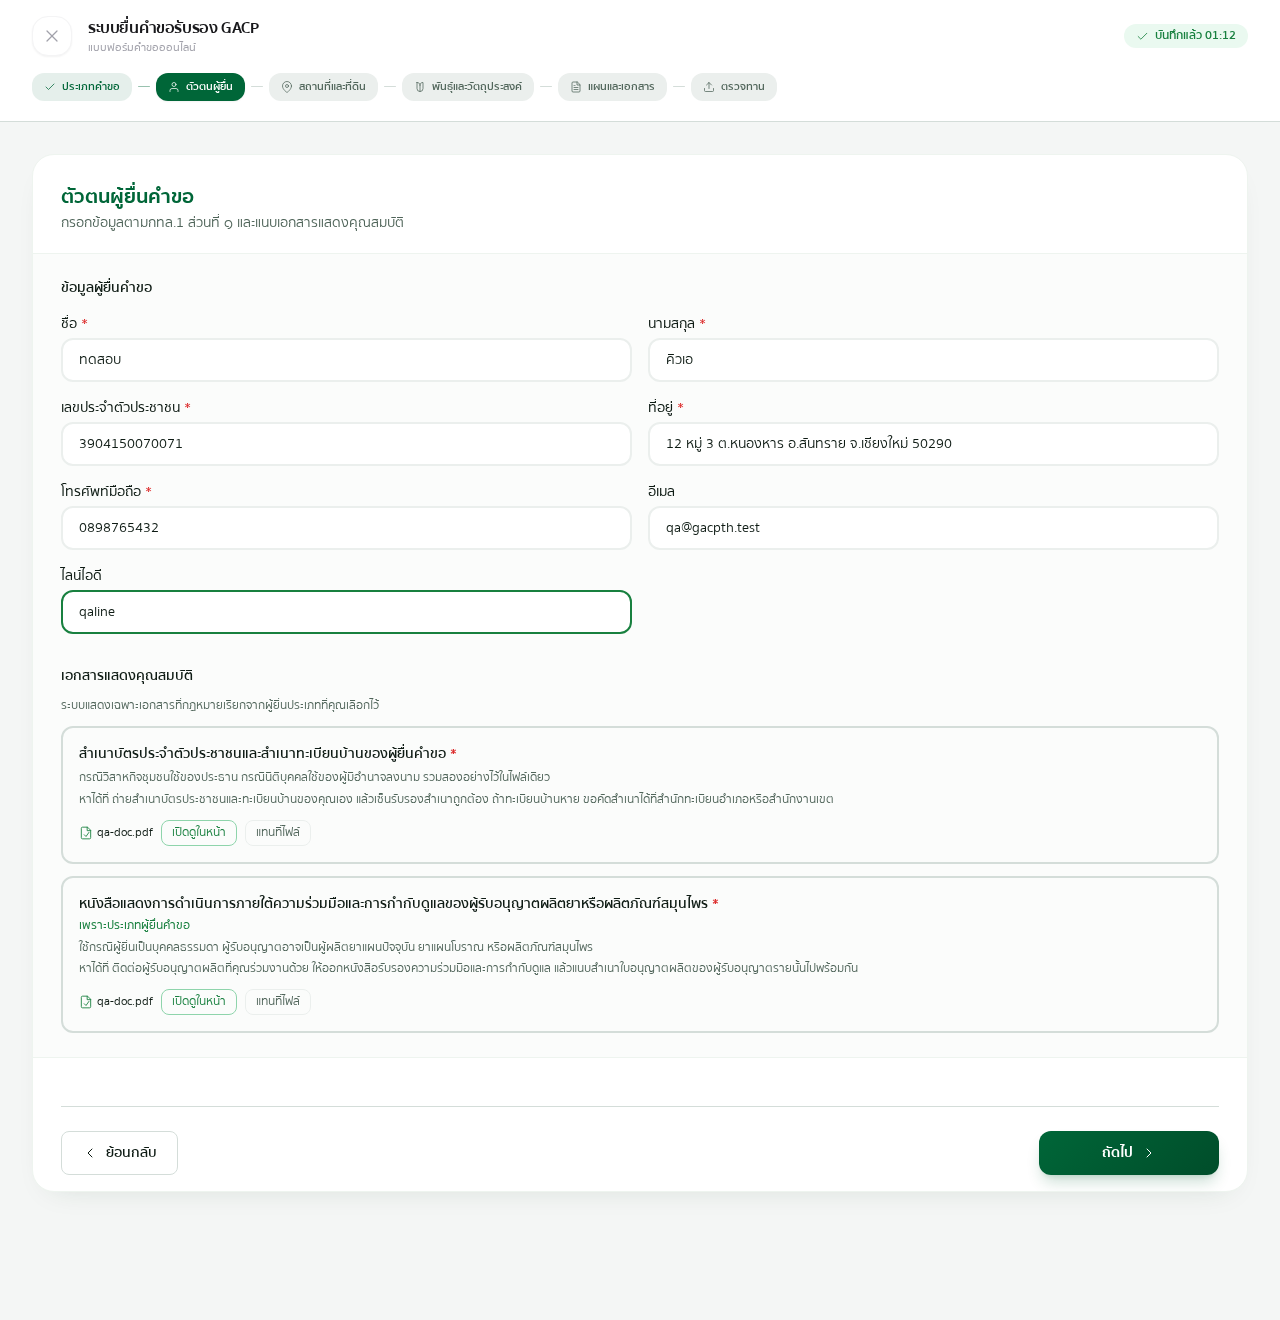 ระบบยื่นคำขอรับรอง GACP
แบบฟอร์มคำขอออนไลน์
บันทึกแล้ว 01:12
ประเภทคำขอ
ตัวตนผู้ยื่น
สถานที่และที่ดิน
พันธุ์และวัตถุประสงค์
แผนและเอกสาร
ตรวจทาน
ตัวตนผู้ยื่นคำขอ
กรอกข้อมูลตามกทล.1 ส่วนที่ ๑ และแนบเอกสารแสดงคุณสมบัติ
ข้อมูลผู้ยื่นคำขอ
ชื่อ *
นามสกุล *
ทดสอบ
คิวเอ
เลขประจำตัวประชาชน *
ที่อยู่ *
3904150070071
12 หมู่ 3 ต.หนองหาร อ.สันทราย จ.เชียงใหม่ 50290
โทรศัพท์มือถือ *
อีเมล
0898765432
qa@gacpth.test
ไลน์ไอดี
qaline
เอกสารแสดงคุณสมบัติ
ระบบแสดงเฉพาะเอกสารที่กฎหมายเรียกจากผู้ยื่นประเภทที่คุณเลือกไว้
สำเนาบัตรประจำตัวประชาชนและสำเนาทะเบียนบ้านของผู้ยื่นคำขอ *
กรณีวิสาหกิจชุมชนใช้ของประธาน กรณีนิติบุคคลใช้ของผู้มีอำนาจลงนาม รวมสองอย่างไว้ในไฟล์เดียว
หาได้ที่ ถ่ายสำเนาบัตรประชาชนและทะเบียนบ้านของคุณเอง แล้วเซ็นรับรองสำเนาถูกต้อง ถ้าทะเบียนบ้านหาย ขอคัดสำเนาได้ที่สำนักทะเบียนอำเภอหรือสำนักงานเขต
qa-doc.pdf
เปิดดูในหน้า
แทนที่ไฟล์
หนังสือแสดงการดำเนินการภายใต้ความร่วมมือและการกำกับดูแลของผู้รับอนุญาตผลิตยาหรือผลิตภัณฑ์สมุนไพร *
เพราะประเภทผู้ยื่นคำขอ
ใช้กรณีผู้ยื่นเป็นบุคคลธรรมดา ผู้รับอนุญาตอาจเป็นผู้ผลิตยาแผนปัจจุบัน ยาแผนโบราณ หรือผลิตภัณฑ์สมุนไพร
หาได้ที่ ติดต่อผู้รับอนุญาตผลิตที่คุณร่วมงานด้วย ให้ออกหนังสือรับรองความร่วมมือและการกำกับดูแล แล้วแนบสำเนาใบอนุญาตผลิตของผู้รับอนุญาตรายนั้นไปพร้อมกัน
qa-doc.pdf
เปิดดูในหน้า
แทนที่ไฟล์
ย้อนกลับ
ถัดไป